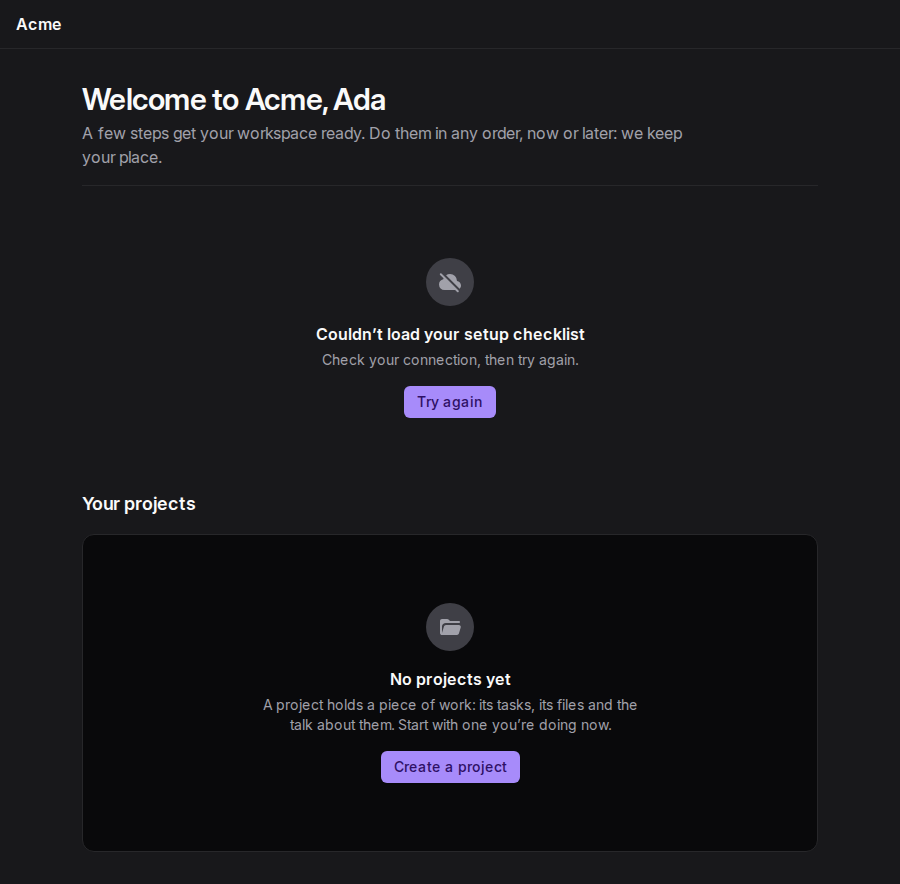 Acme
Welcome to Acme, Ada
A few steps get your workspace ready. Do them in any order, now or later: we keep
your place.
Couldn’t load your setup checklist
Check your connection, then try again.
Try again
Your projects
No projects yet
A project holds a piece of work: its tasks, its files and the
talk about them. Start with one you’re doing now.
Create a project